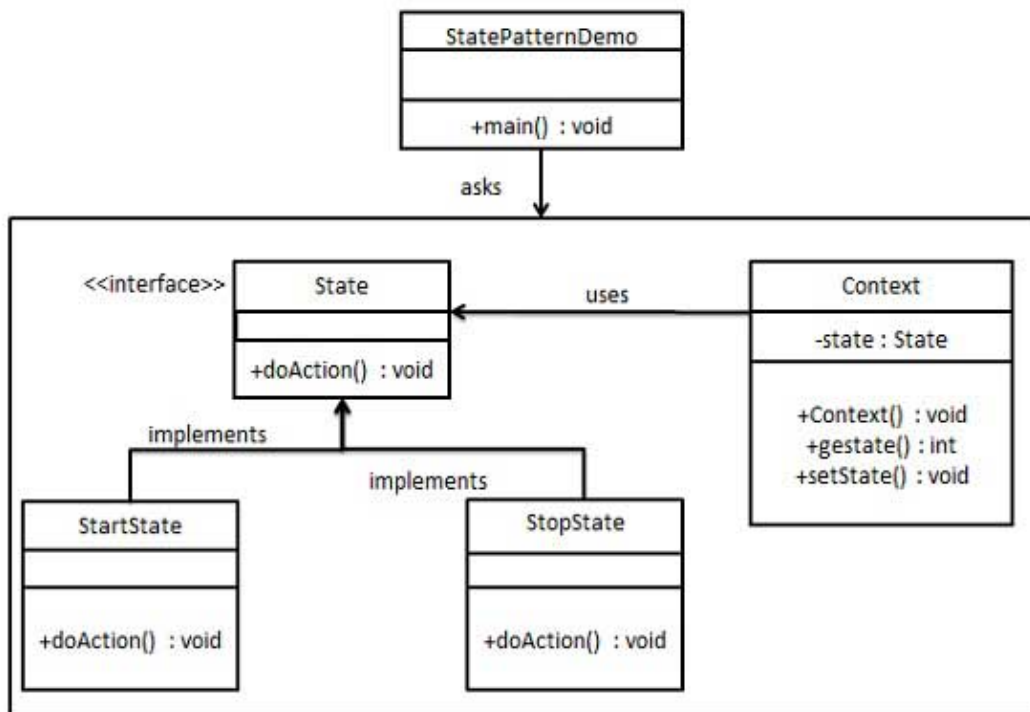 StatePatternDemo
+main() : void
asks
<<interface>>
State
+doAction() : void
uses
Context
-state : State
+Context() : void
+gestate() : int
+setState() : void
implements
implements
StartState
+doAction() : void
StopState
+doAction() : void